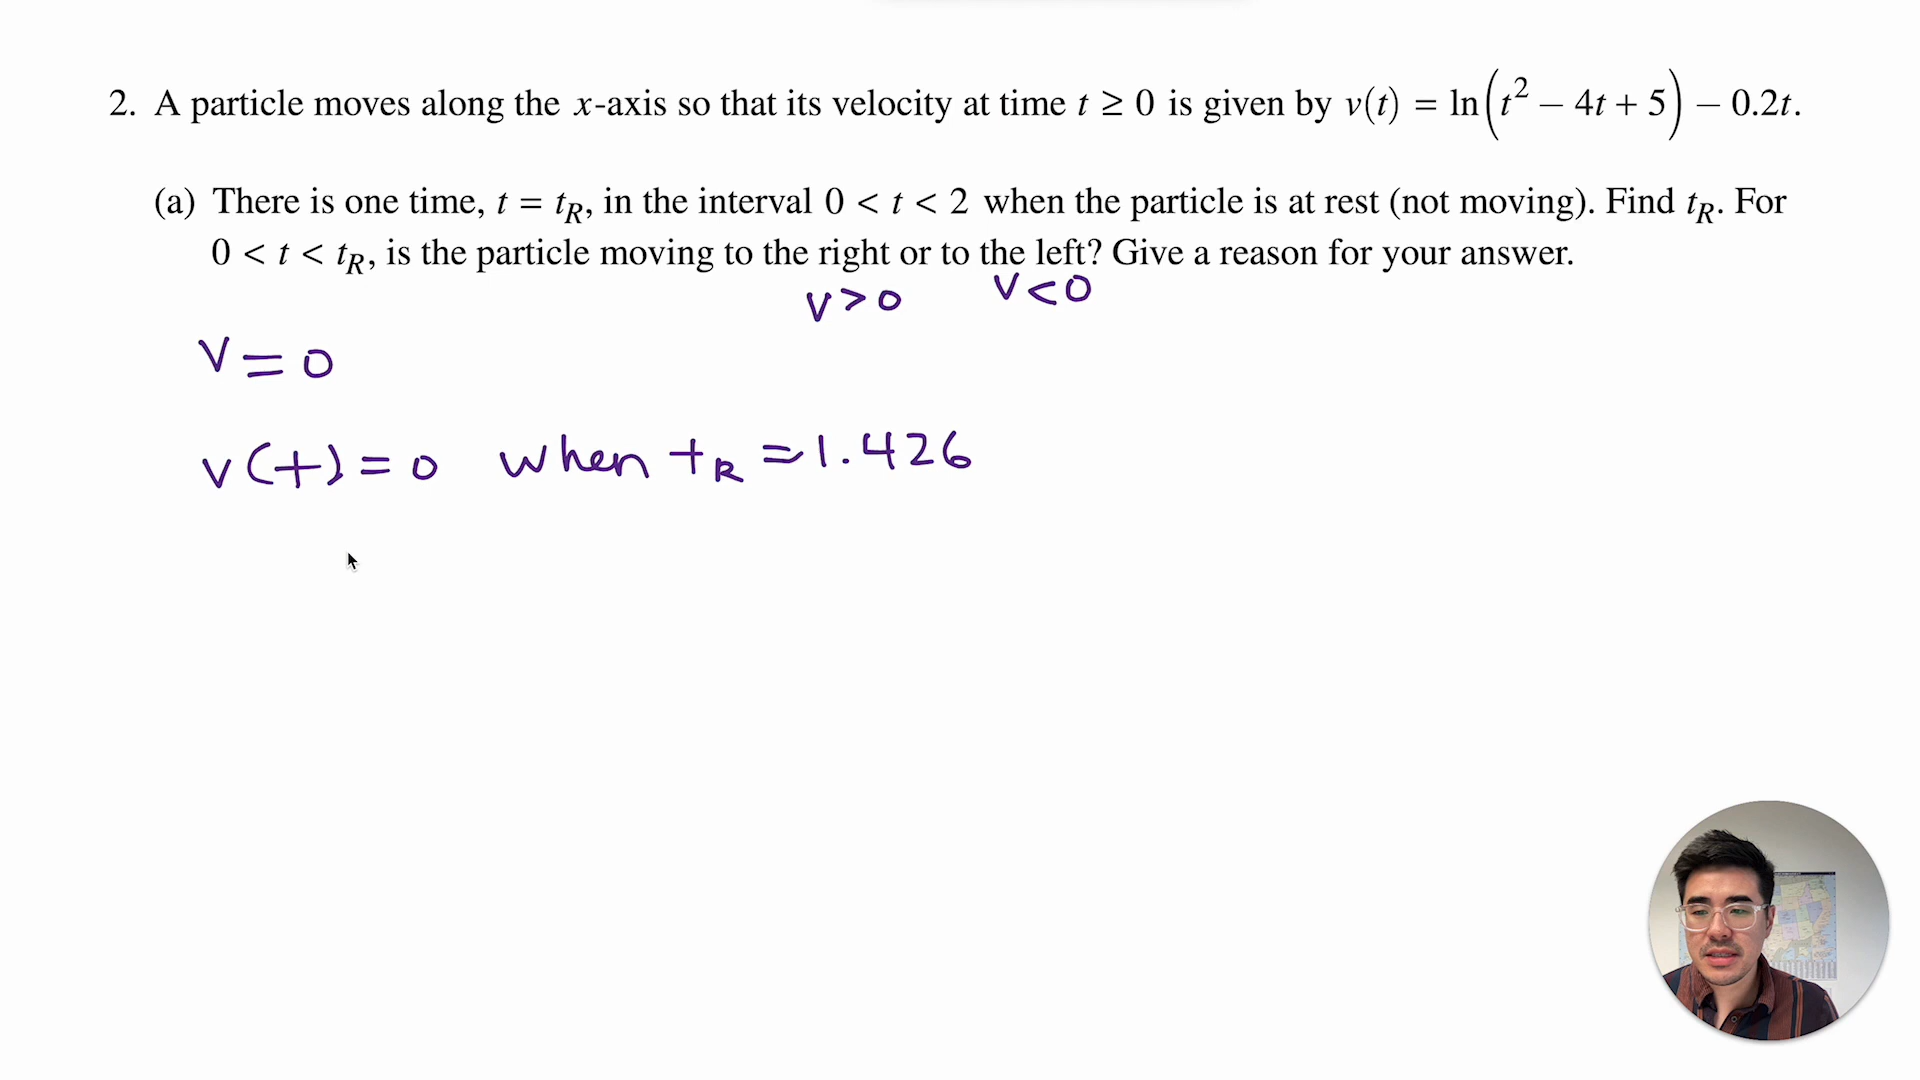 2. A particle moves along the x-axis so that its velocity at time t ≥ 0 is given by v(t) = ln(t² − 4t + 5) − 0.2t.
(a) There is one time, t = t_R, in the interval 0 < t < 2 when the particle is at rest (not moving). Find t_R. For
0 < t < t_R, is the particle moving to the right or to the left? Give a reason for your answer.
v > 0 v < 0
v = 0
v(t) = 0 when t_R = 1.426